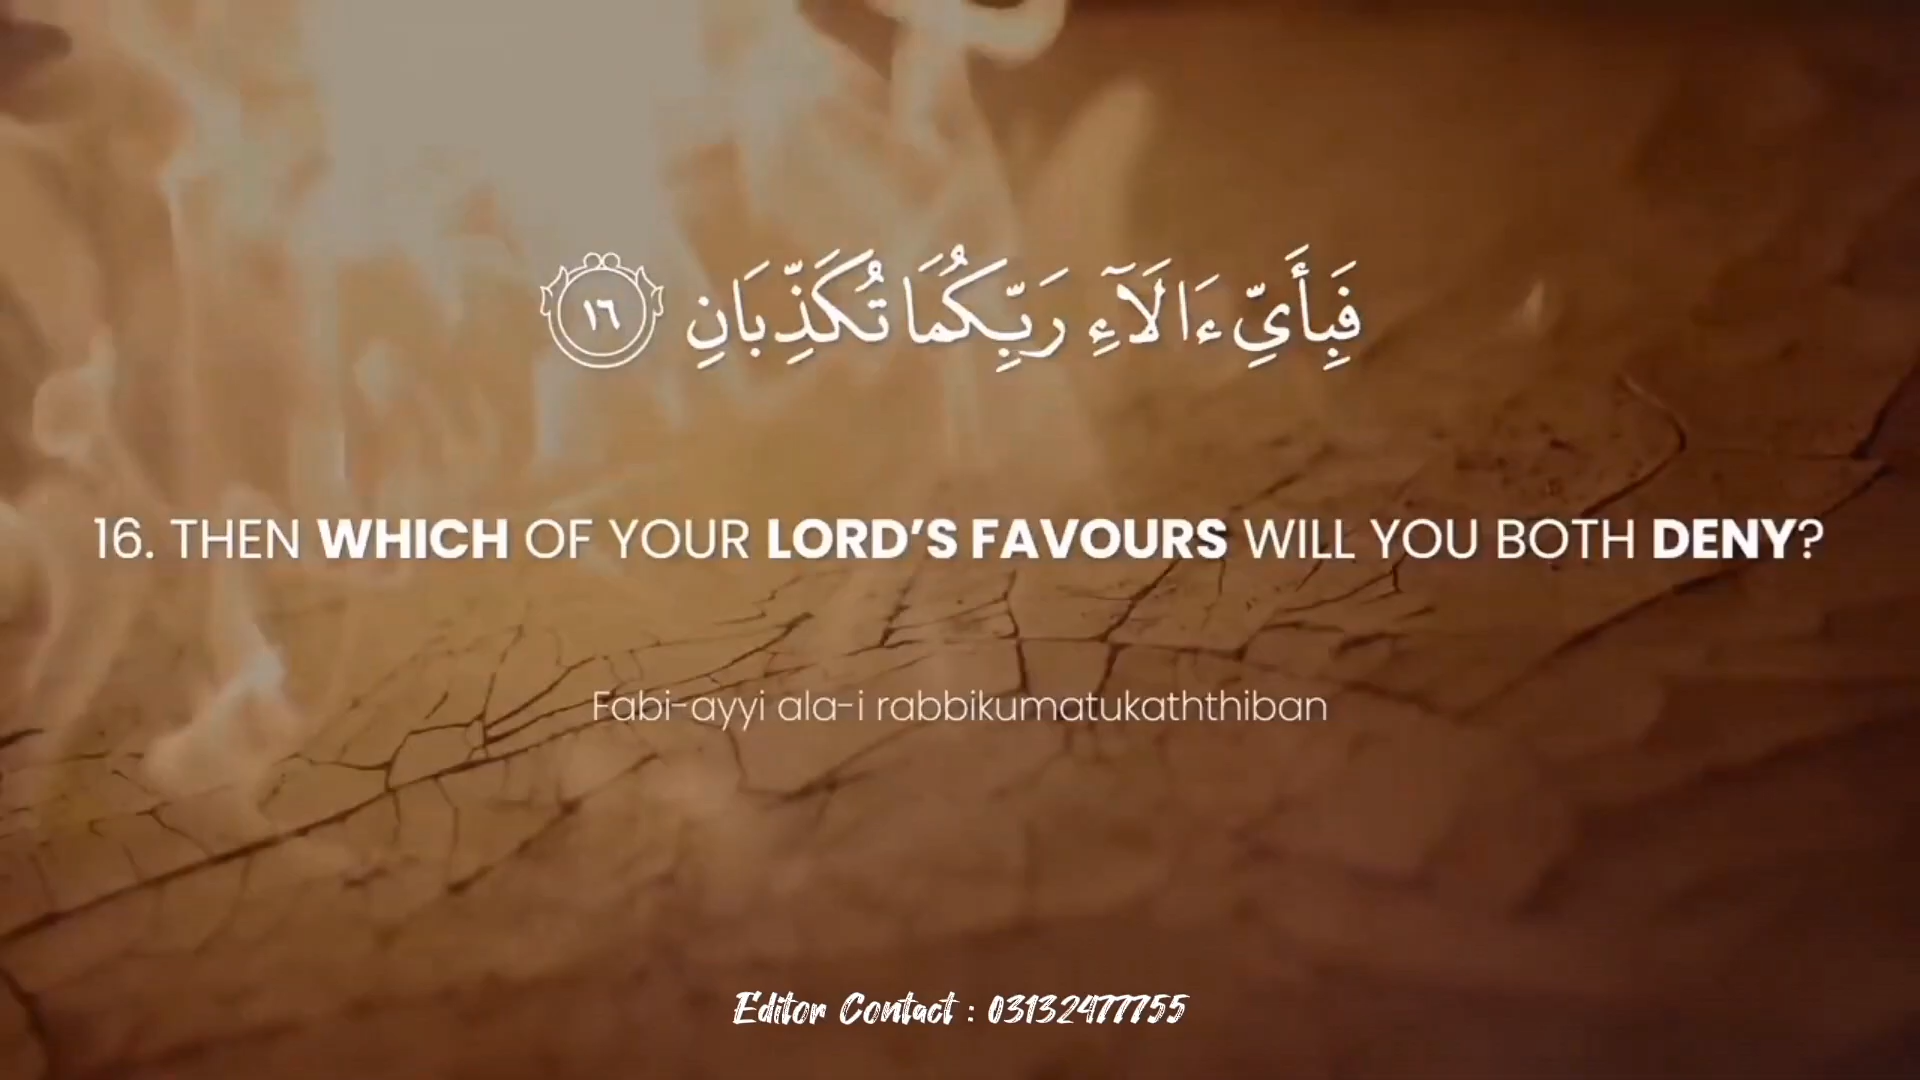 فَبِأَيِّ ءَالَآءِ رَبِّكُمَا تُكَذِّبَانِ ١٦
16. THEN WHICH OF YOUR LORD’S FAVOURS WILL YOU BOTH DENY?
Fabi-ayyi ala-i rabbikumatukaththiban
Editor Contact : 03132477755